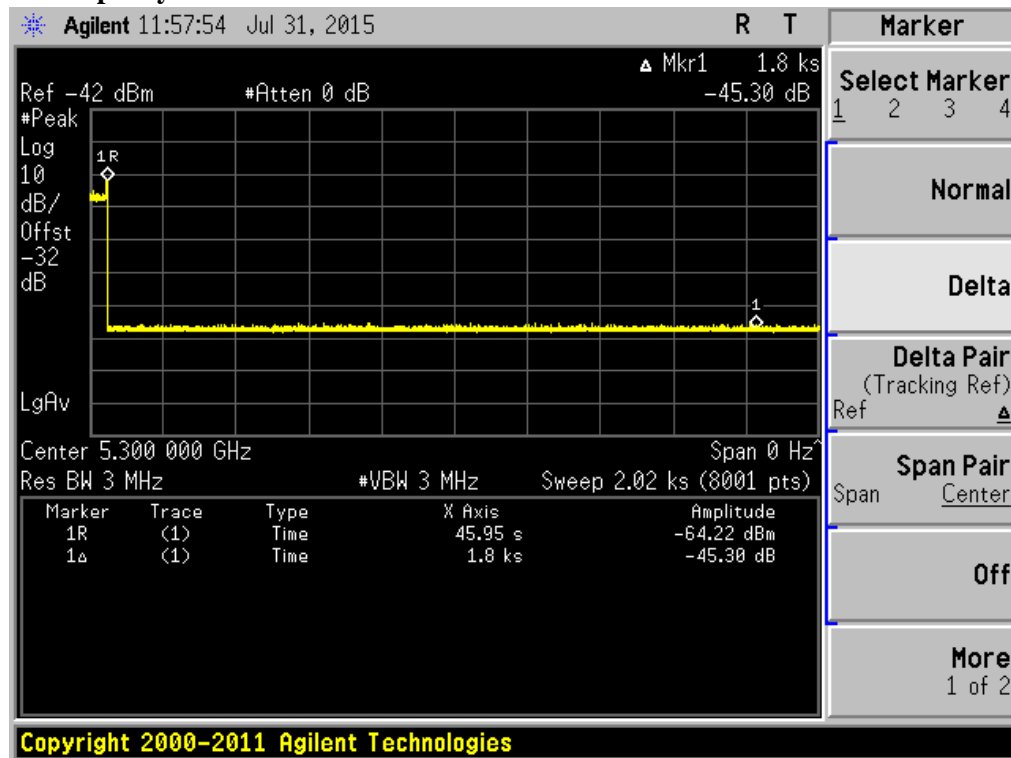 Agilent 11:57:54 Jul 31, 2015 R T
Δ Mkr1 1.8 ks
Ref -42 dBm #Atten 0 dB -45.30 dB
#Peak
Log
10
dB/
Offst
-32
dB
1R
1
LgAv
Center 5.300 000 GHz Span 0 Hz^
Res BW 3 MHz #VBW 3 MHz Sweep 2.02 ks (8001 pts)
Marker Trace Type X Axis Amplitude
1R (1) Time 45.95 s -64.22 dBm
1Δ (1) Time 1.8 ks -45.30 dB
Marker
Select Marker
1 2 3 4
Normal
Delta
Delta Pair
(Tracking Ref)
Ref Δ
Span Pair
Span Center
Off
More
1 of 2
Copyright 2000-2011 Agilent Technologies